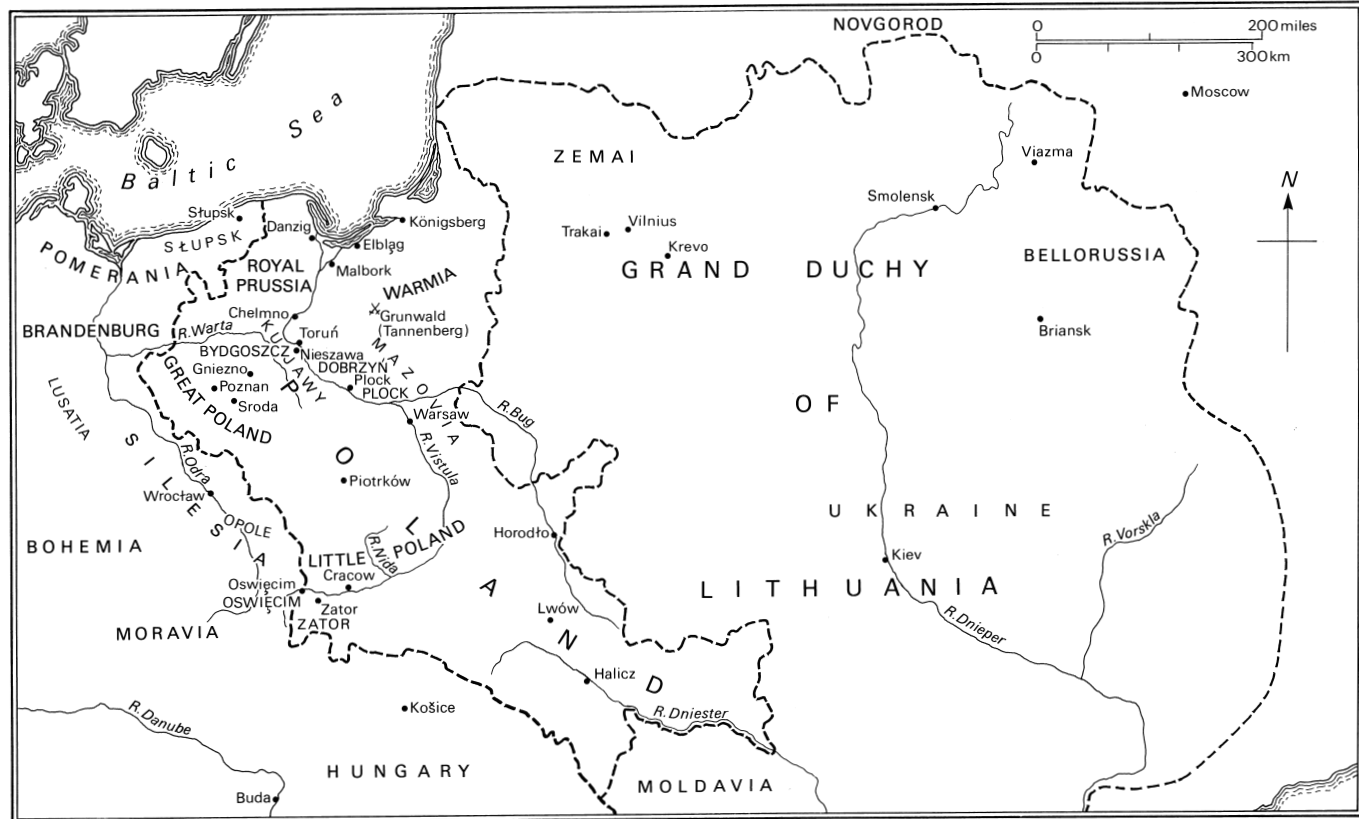 NOVGOROD
0 200 miles
0 300 km
Moscow
Baltic Sea
ZEMAI
Viazma
N
Smolensk
Słupsk
SŁUPSK
Danzig
Königsberg
Elbląg
Vilnius
Trakai
Krevo
POMERANIA
ROYAL
PRUSSIA
Malbork
WARMIA
GRAND DUCHY
BELLORUSSIA
Chelmno
Grunwald
(Tannenberg)
BRANDENBURG
R. Warta
KUJAWY
Toruń
Briansk
BYDGOSZCZ
Nieszawa
MAZOVIA
DOBRZYŃ
Gniezno
GREAT POLAND
Plock
PLOCK
Poznan
Sroda
LUSATIA
Warsaw
R. Bug
OF
SILESIA
R. Odra
R. Vistula
POLAND
Piotrków
Wrocław
OPOLE
UKRAINE
BOHEMIA
Horodło
R. Vorskla
LITTLE POLAND
R. Nida
Kiev
Cracow
Oswięcim
OSWIĘCIM
LITHUANIA
Zator
ZATOR
Lwów
R. Dnieper
MORAVIA
Halicz
R. Danube
Košice
R. Dniester
HUNGARY
MOLDAVIA
Buda